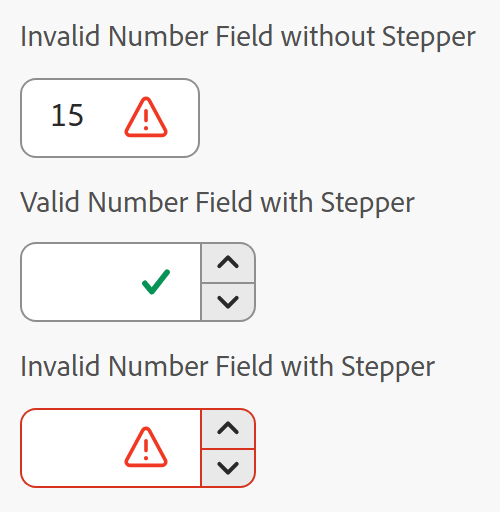 Invalid Number Field without Stepper
15
Valid Number Field with Stepper
Invalid Number Field with Stepper